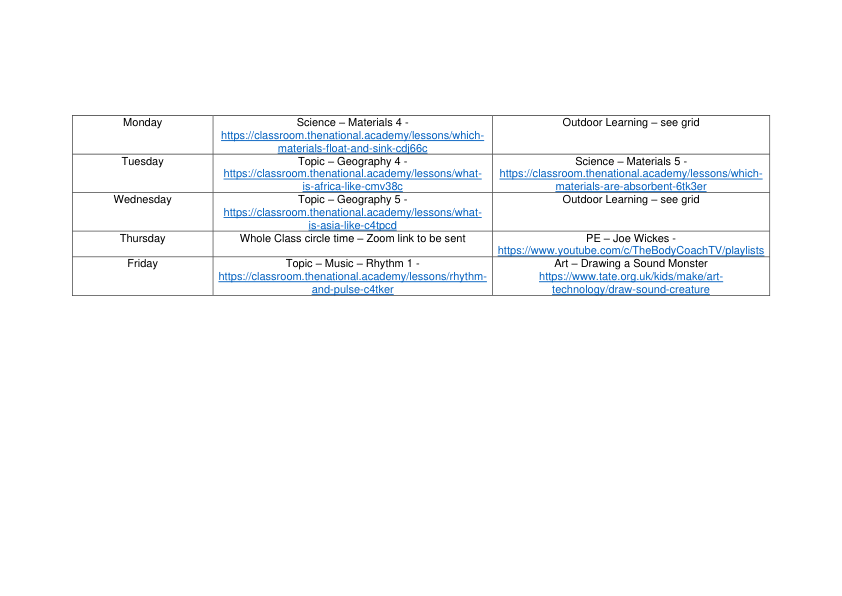 Monday
Science – Materials 4 -
https://classroom.thenational.academy/lessons/which-
materials-float-and-sink-cdj66c
Outdoor Learning – see grid
Tuesday
Topic – Geography 4 -
https://classroom.thenational.academy/lessons/what-
is-africa-like-cmv38c
Science – Materials 5 -
https://classroom.thenational.academy/lessons/which-
materials-are-absorbent-6tk3er
Wednesday
Topic – Geography 5 -
https://classroom.thenational.academy/lessons/what-
is-asia-like-c4tpcd
Outdoor Learning – see grid
Thursday
Whole Class circle time – Zoom link to be sent
PE – Joe Wickes -
https://www.youtube.com/c/TheBodyCoachTV/playlists
Friday
Topic – Music – Rhythm 1 -
https://classroom.thenational.academy/lessons/rhythm-
and-pulse-c4tker
Art – Drawing a Sound Monster
https://www.tate.org.uk/kids/make/art-
technology/draw-sound-creature